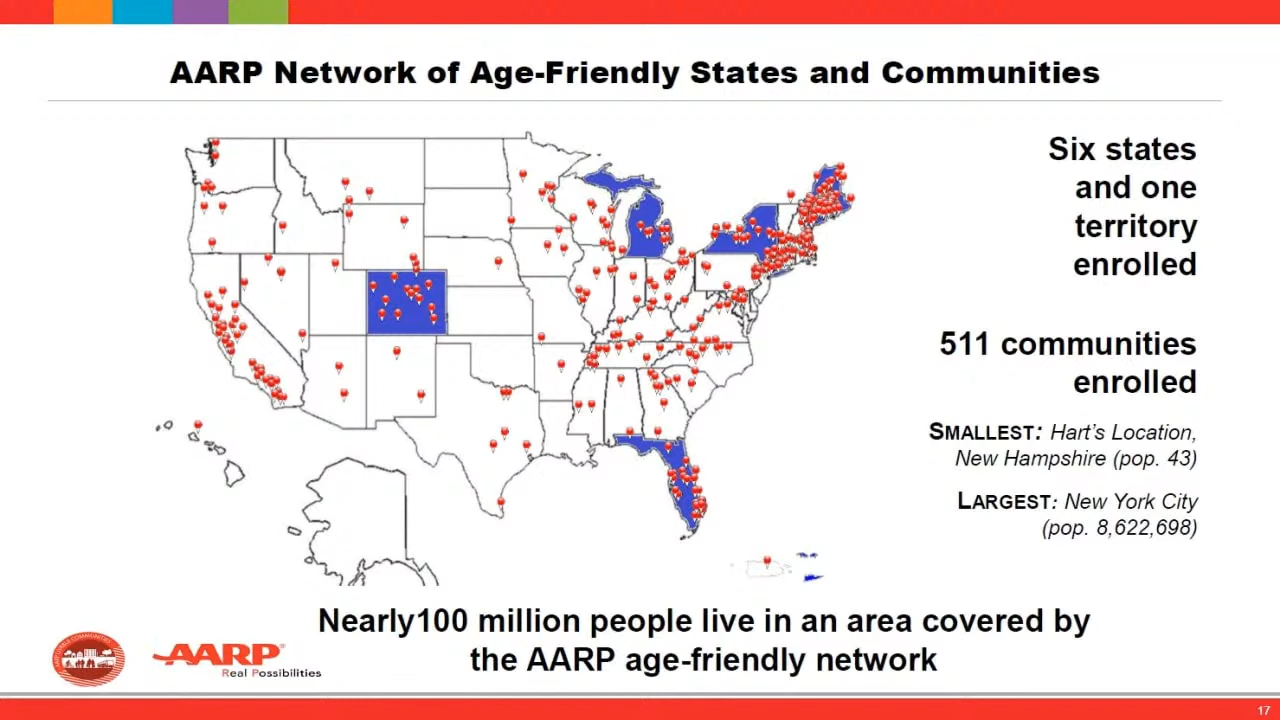 AARP Network of Age-Friendly States and Communities
Six states
and one
territory
enrolled
511 communities
enrolled
SMALLEST: Hart's Location,
New Hampshire (pop. 43)
LARGEST: New York City
(pop. 8,622,698)
Nearly100 million people live in an area covered by
the AARP age-friendly network
AARP®
Real Possibilities
17